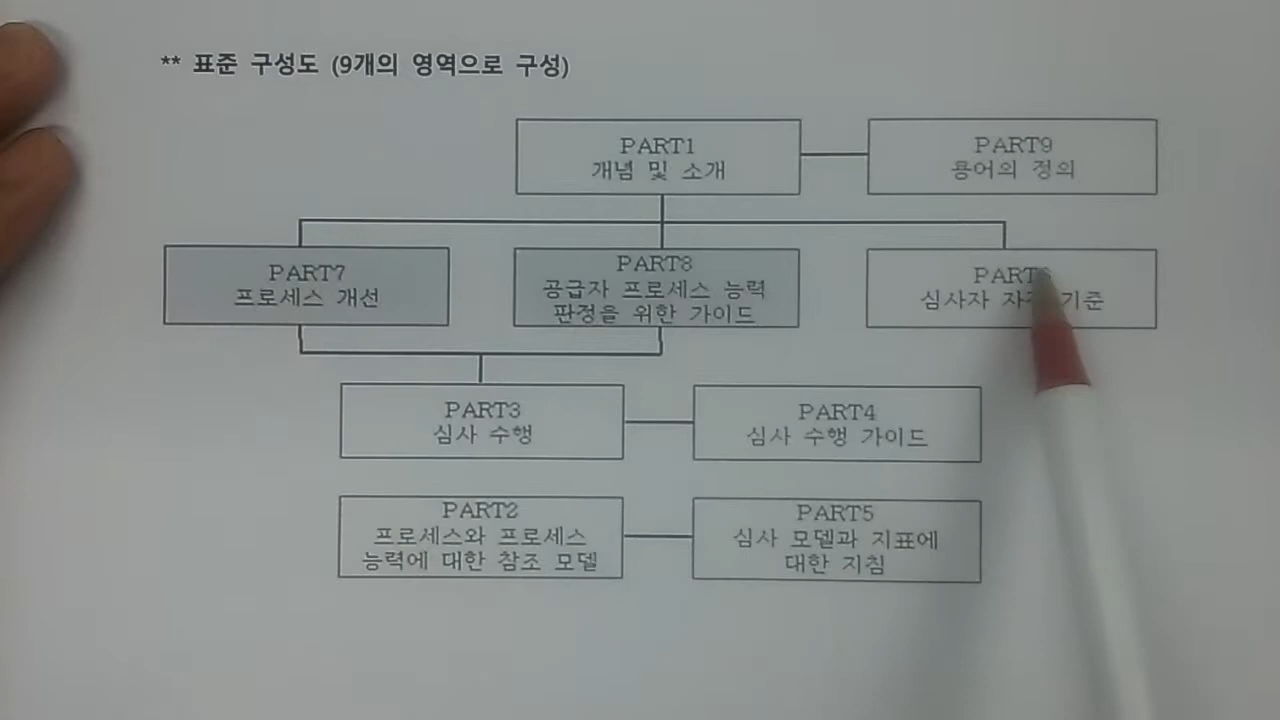 ** 표준 구성도 (9개의 영역으로 구성)
PART1
개념 및 소개
PART9
용어의 정의
PART7
프로세스 개선
PART8
공급자 프로세스 능력
판정을 위한 가이드
PART6
심사자 기준
PART3
심사 수행
PART4
심사 수행 가이드
PART2
프로세스와 프로세스
능력에 대한 참조 모델
PART5
심사 모델과 지표에
대한 지침